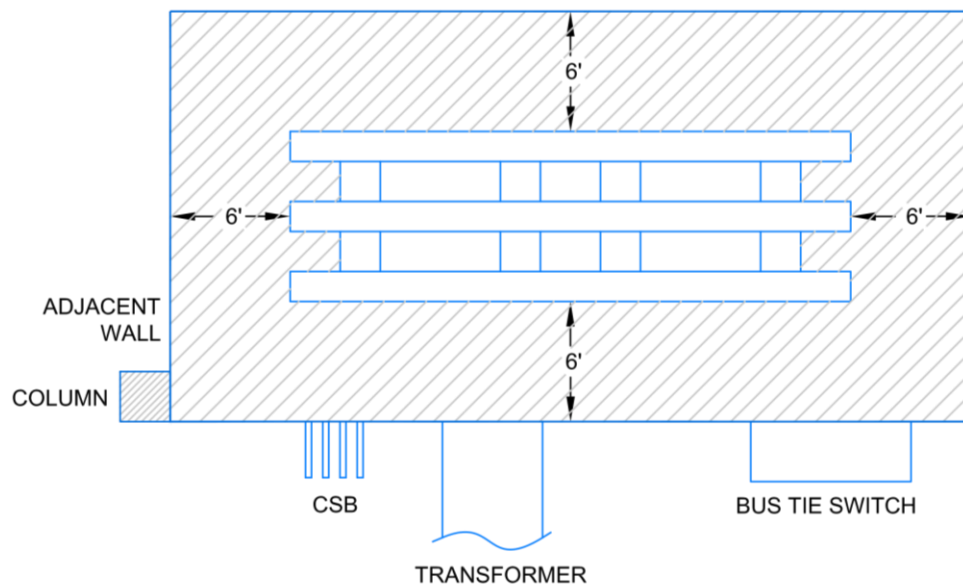 6'
6'
6'
ADJACENT
WALL
6'
COLUMN
CSB
BUS TIE SWITCH
TRANSFORMER